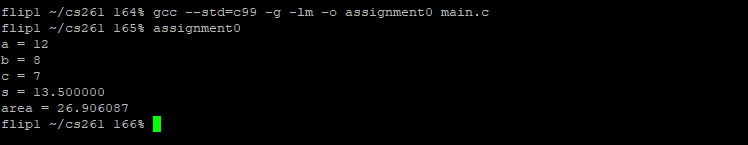 flip1 ~/cs261 164% gcc --std=c99 -g -lm -o assignment0 main.c
flip1 ~/cs261 165% assignment0
a = 12
b = 8
c = 7
s = 13.500000
area = 26.906087
flip1 ~/cs261 166%